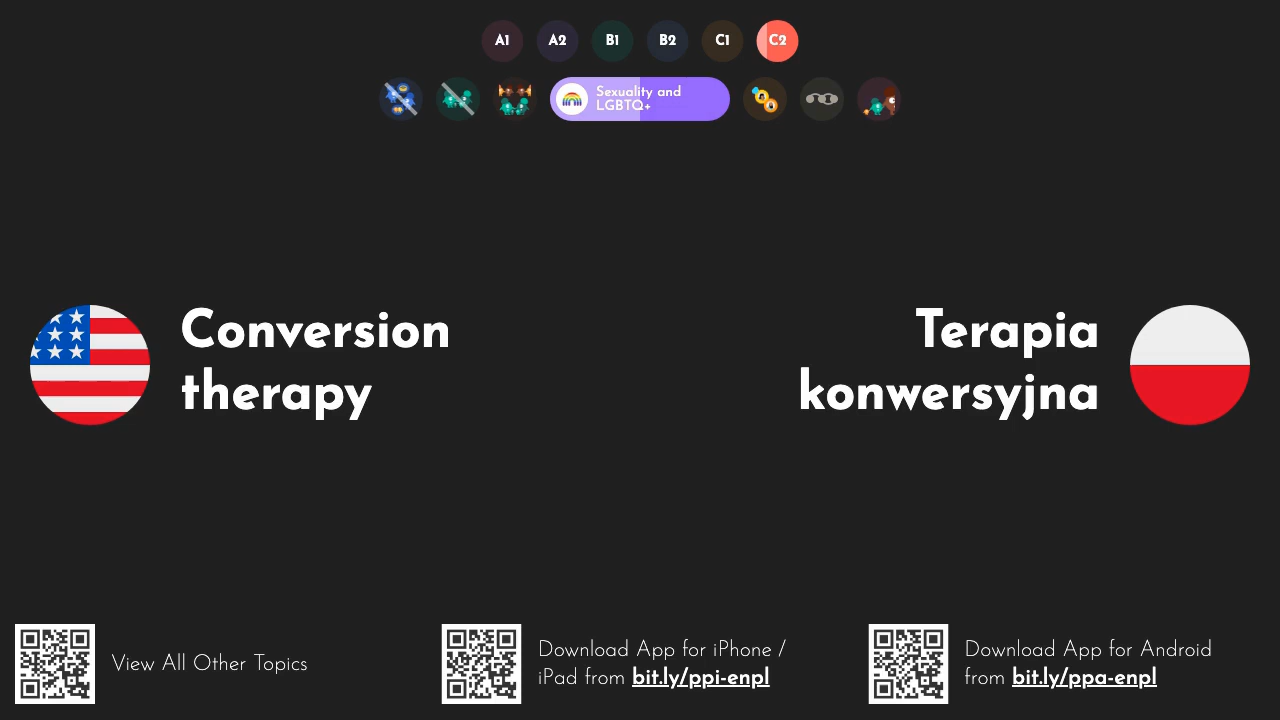 A1 A2 B1 B2 C1 C2
Sexuality and
LGBTQ+
Conversion
therapy
Terapia
konwersyjna
View All Other Topics
Download App for iPhone /
iPad from bit.ly/ppi-enpl
Download App for Android
from bit.ly/ppa-enpl